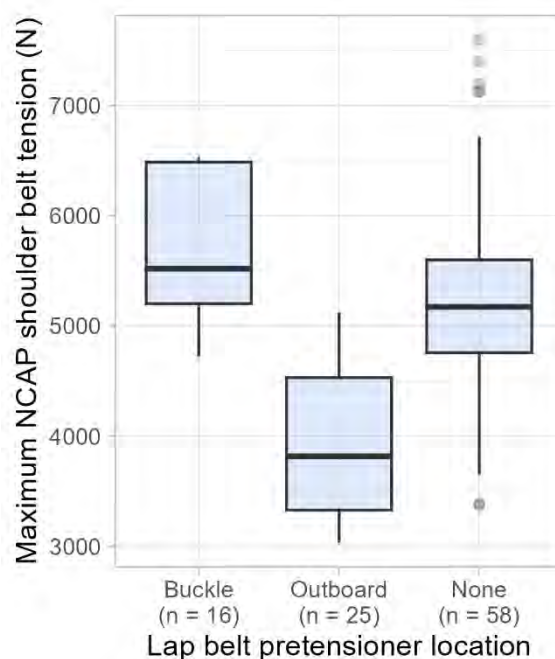 Maximum NCAP shoulder belt tension (N)
7000
6000
5000
4000
3000
Buckle Outboard None
(n = 16) (n = 25) (n = 58)
Lap belt pretensioner location